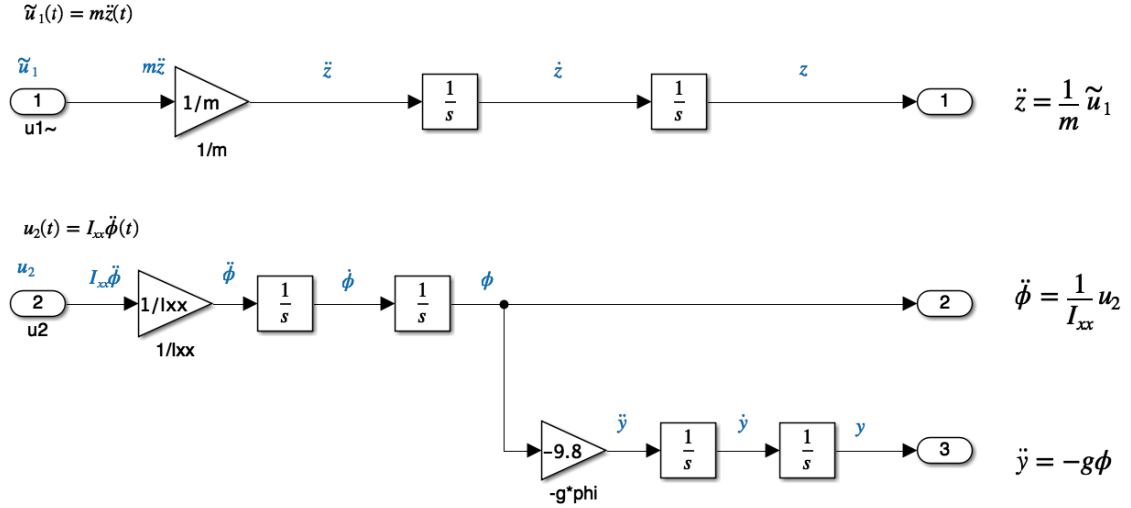 ũ₁(t) = mz̈(t)
ũ₁ mz̈ z̈ ż z
1 1/m 1/s 1/s 1 z̈ = 1/m ũ₁
u1~
1/m
u₂(t) = Iₓₓϕ̈(t)
u₂ Iₓₓϕ̈ ϕ̈ ϕ̇ ϕ
2 1/Ixx 1/s 1/s 2 ϕ̈ = 1/Iₓₓ u₂
u2
1/Ixx
ÿ ẏ y
-9.8 1/s 1/s 3 ÿ = −gϕ
-g*phi